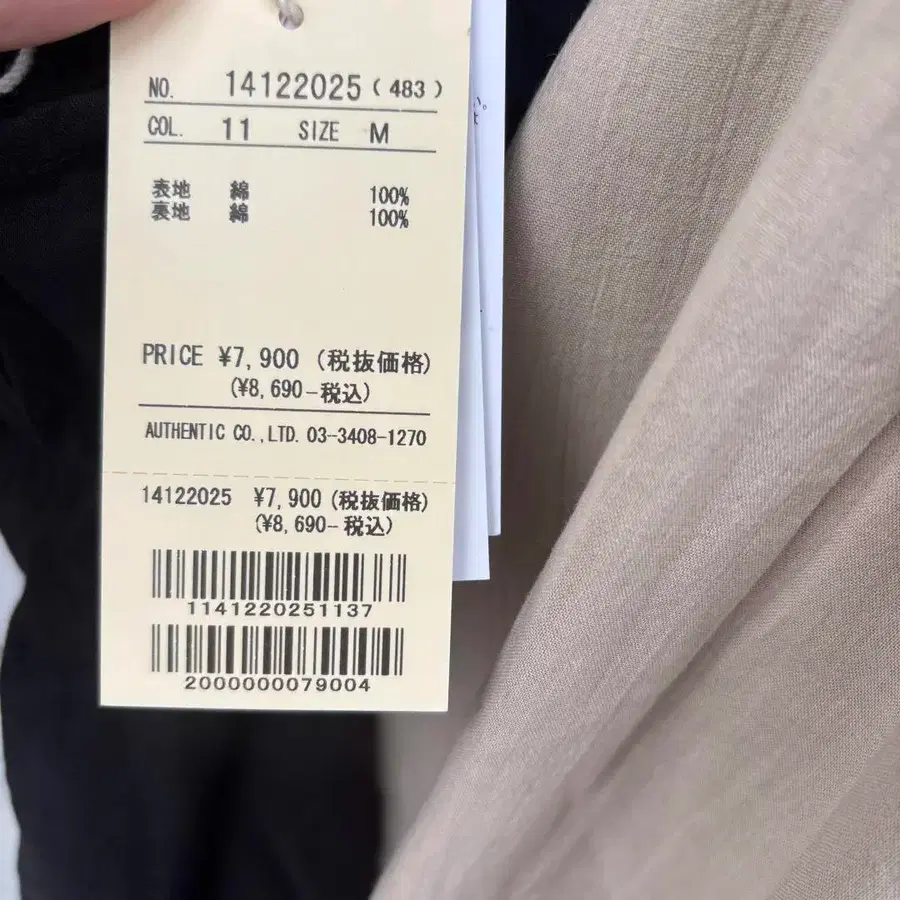 NO. 14122025 (483)
COL. 11 SIZE M
表地 綿 100%
裏地 綿 100%
PRICE ¥7,900 (税抜価格)
(¥8,690-税込)
AUTHENTIC CO.,LTD. 03-3408-1270
14122025 ¥7,900 (税抜価格)
(¥8,690-税込)
1141220251137
2000000079004